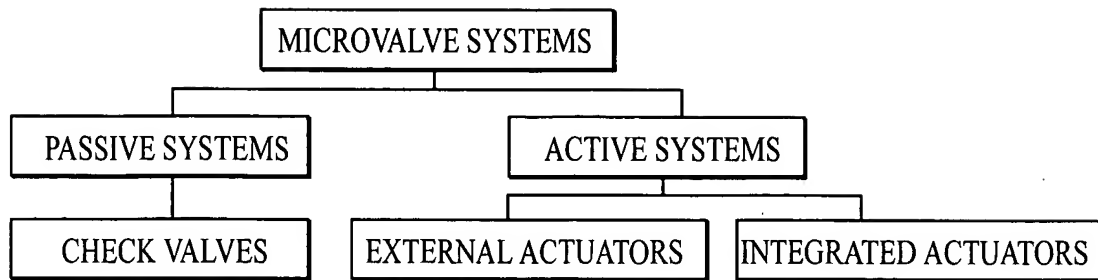 MICROVALVE SYSTEMS
PASSIVE SYSTEMS
ACTIVE SYSTEMS
CHECK VALVES
EXTERNAL ACTUATORS
INTEGRATED ACTUATORS